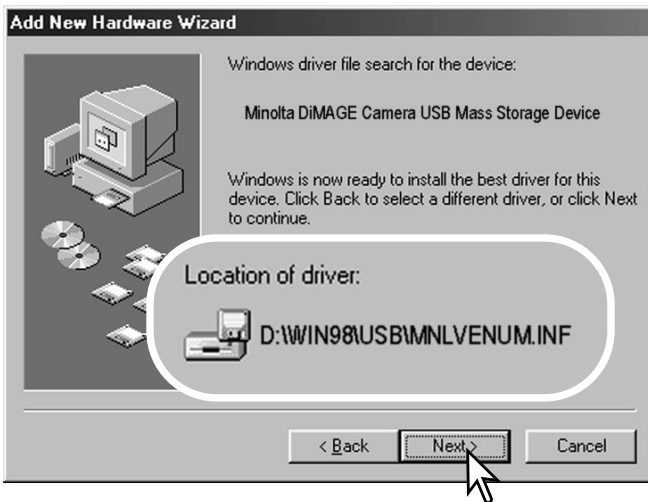 Add New Hardware Wizard
Windows driver file search for the device:
Minolta DiMAGE Camera USB Mass Storage Device
Windows is now ready to install the best driver for this
device. Click Back to select a different driver, or click Next
to continue.
Location of driver:
D:\WIN98\USB\MNLVENUM.INF
< Back
Next >
Cancel